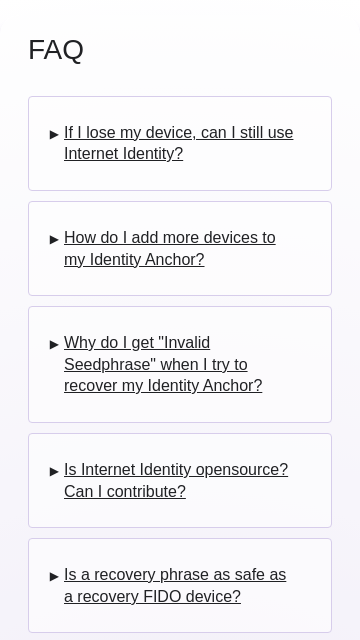 FAQ
► If I lose my device, can I still use
Internet Identity?
► How do I add more devices to
my Identity Anchor?
► Why do I get "Invalid
Seedphrase" when I try to
recover my Identity Anchor?
► Is Internet Identity opensource?
Can I contribute?
► Is a recovery phrase as safe as
a recovery FIDO device?